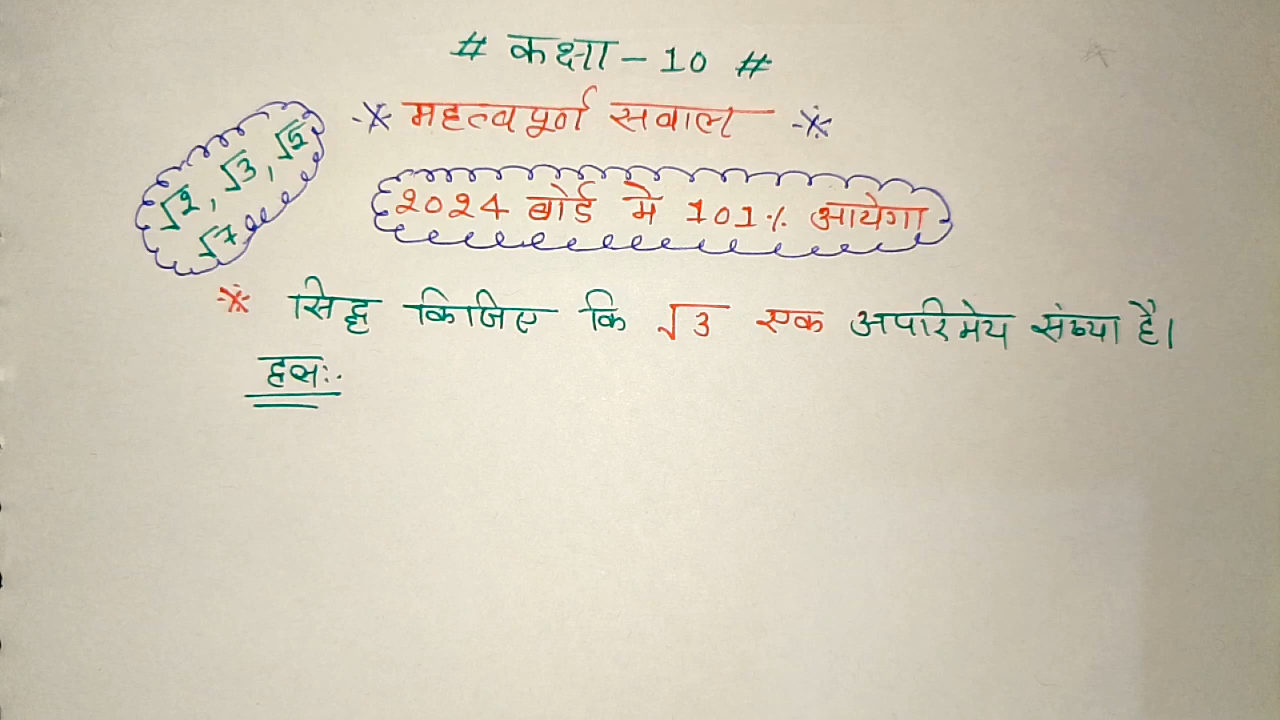 # कक्षा - 10 #
* महत्वपूर्ण सवाल *
√2, √3, √5
√7
2024 बोर्ड मे 101% आयेगा
* सिद्ध किजिए कि √3 एक अपरिमेय संख्या है।
हल:-